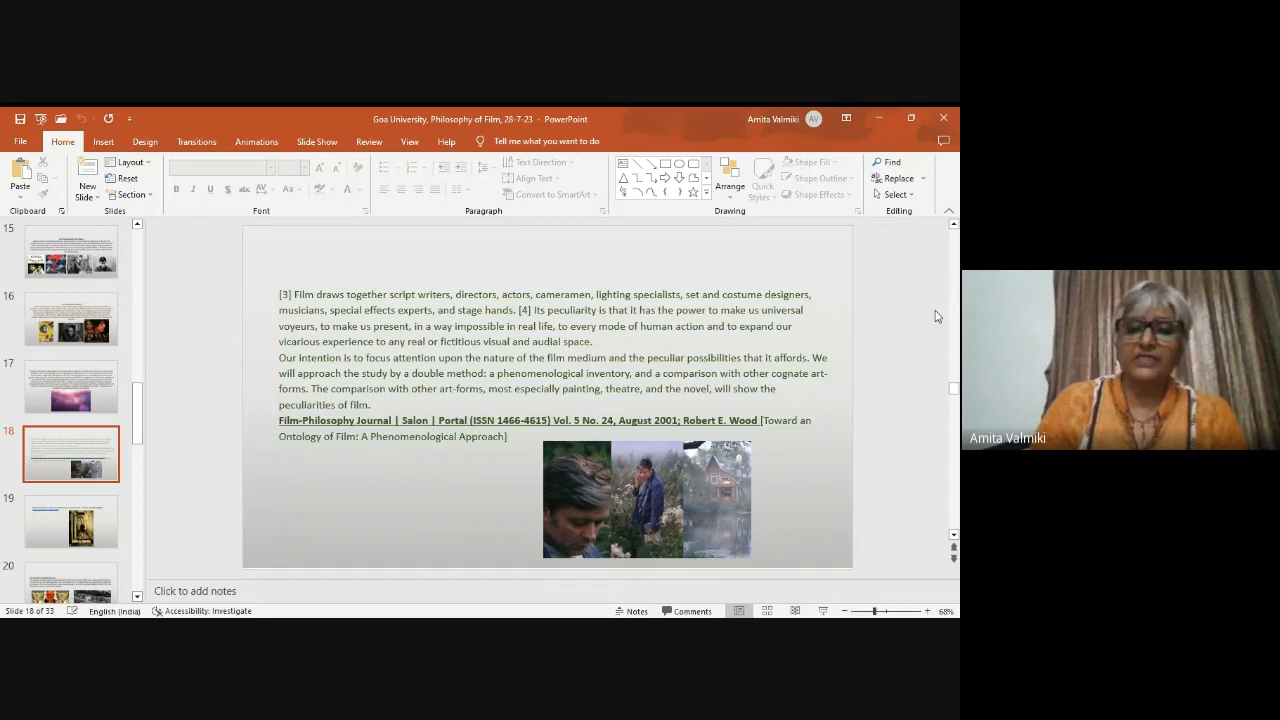 Goa University, Philosophy of Film, 28-7-23 – PowerPoint
Amita Valmiki AV
File Home Insert Design Transitions Animations Slide Show Review View Help Tell me what you want to do
Paste
Clipboard
New Slide
Layout
Reset
Section
Slides
B I U S abc AV Aa A
Font
Text Direction
Align Text
Convert to SmartArt
Paragraph
Arrange
Quick Styles
Shape Fill
Shape Outline
Shape Effects
Drawing
Find
Replace
Select
Editing
15
16
17
18
19
20
[3] Film draws together script writers, directors, actors, cameramen, lighting specialists, set and costume designers,
musicians, special effects experts, and stage hands. [4] Its peculiarity is that it has the power to make us universal
voyeurs, to make us present, in a way impossible in real life, to every mode of human action and to expand our
vicarious experience to any real or fictitious visual and audial space.
Our intention is to focus attention upon the nature of the film medium and the peculiar possibilities that it affords. We
will approach the study by a double method: a phenomenological inventory, and a comparison with other cognate art-
forms. The comparison with other art-forms, most especially painting, theatre, and the novel, will show the
peculiarities of film.
Film-Philosophy Journal | Salon | Portal (ISSN 1466-4615) Vol. 5 No. 24, August 2001; Robert E. Wood [Toward an
Ontology of Film: A Phenomenological Approach]
Click to add notes
Slide 18 of 33 English (India) Accessibility: Investigate Notes Comments 68%
Amita Valmiki